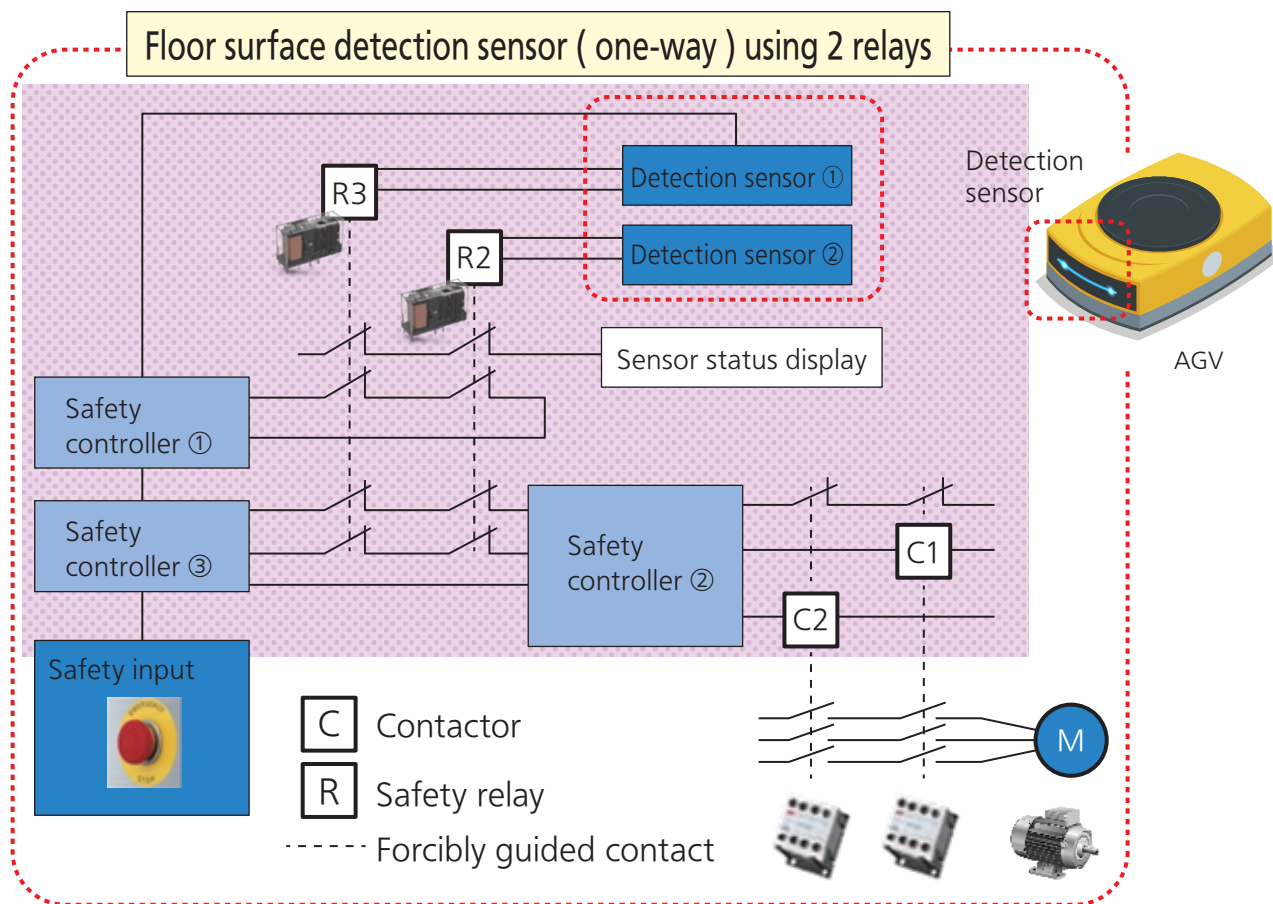 Floor surface detection sensor ( one-way ) using 2 relays
Detection sensor ①
R3
Detection
sensor
R2
Detection sensor ②
Sensor status display
AGV
Safety
controller ①
Safety
controller ③
Safety
controller ②
C1
C2
Safety input
EMERGENCY
STOP
C
Contactor
M
R
Safety relay
Forcibly guided contact